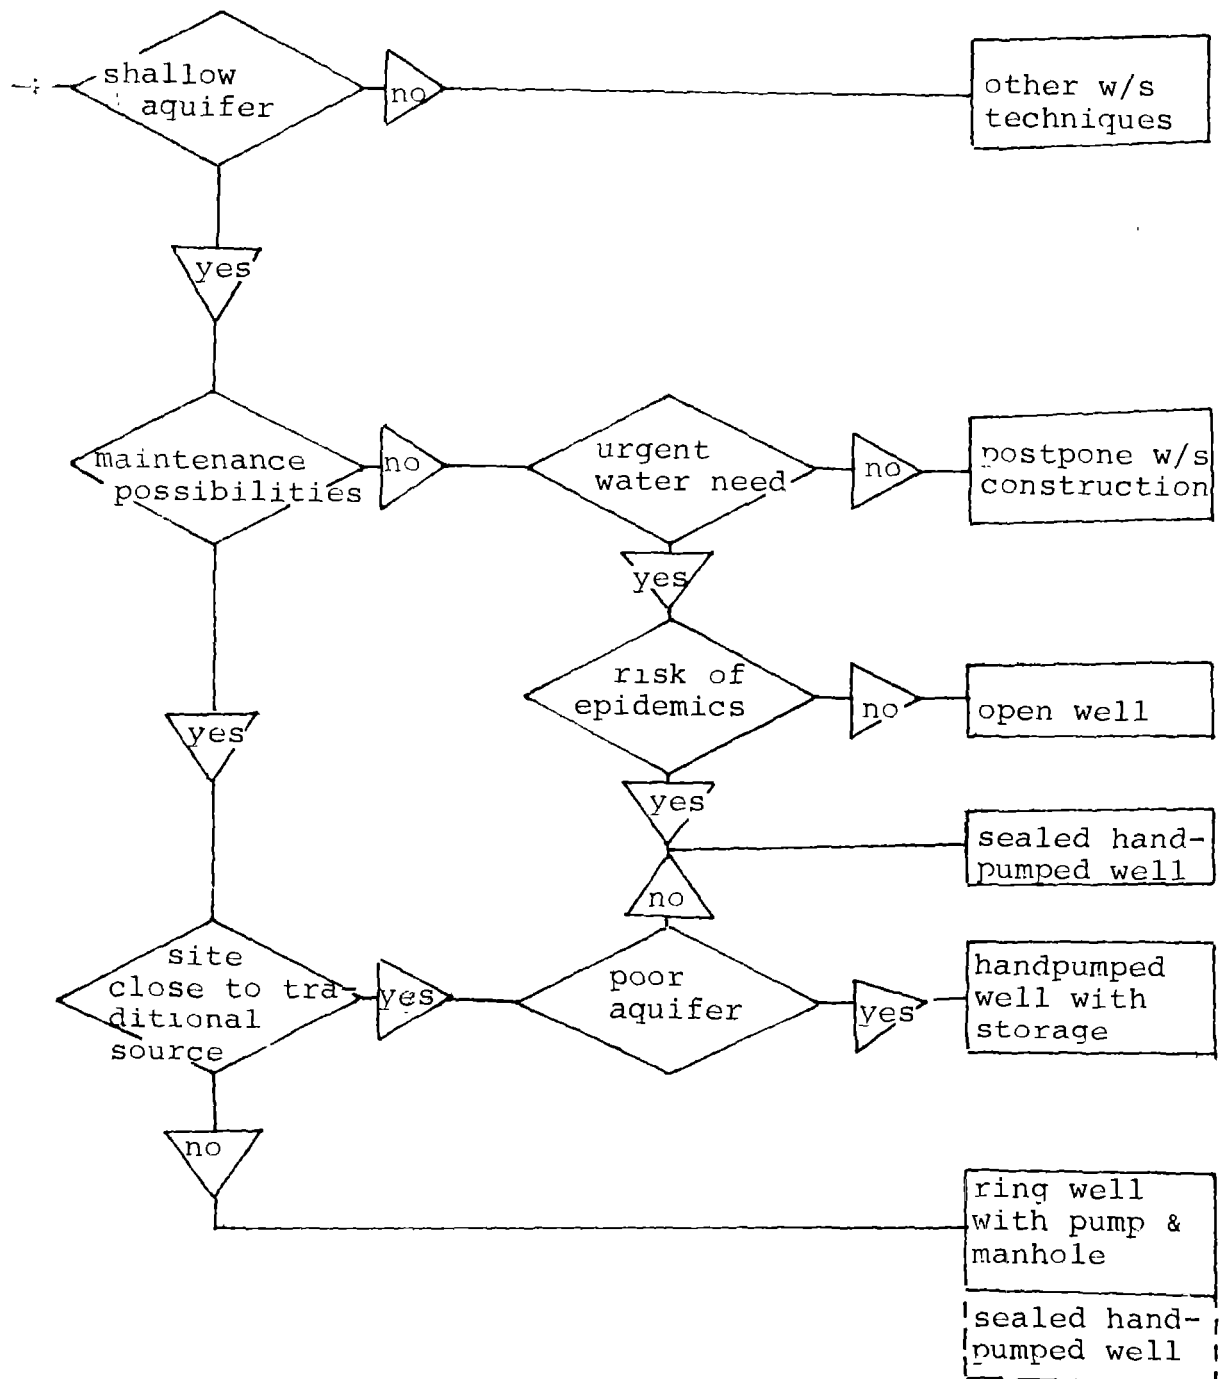 shallow
aquifer
no
other w/s
techniques
yes
maintenance
possibilities
no
urgent
water need
no
postpone w/s
construction
yes
risk of
epidemics
no
open well
yes
yes
sealed hand-
pumped well
no
site
close to tra-
ditional
source
yes
poor
aquifer
yes
handpumped
well with
storage
no
ring well
with pump &
manhole
sealed hand-
pumped well